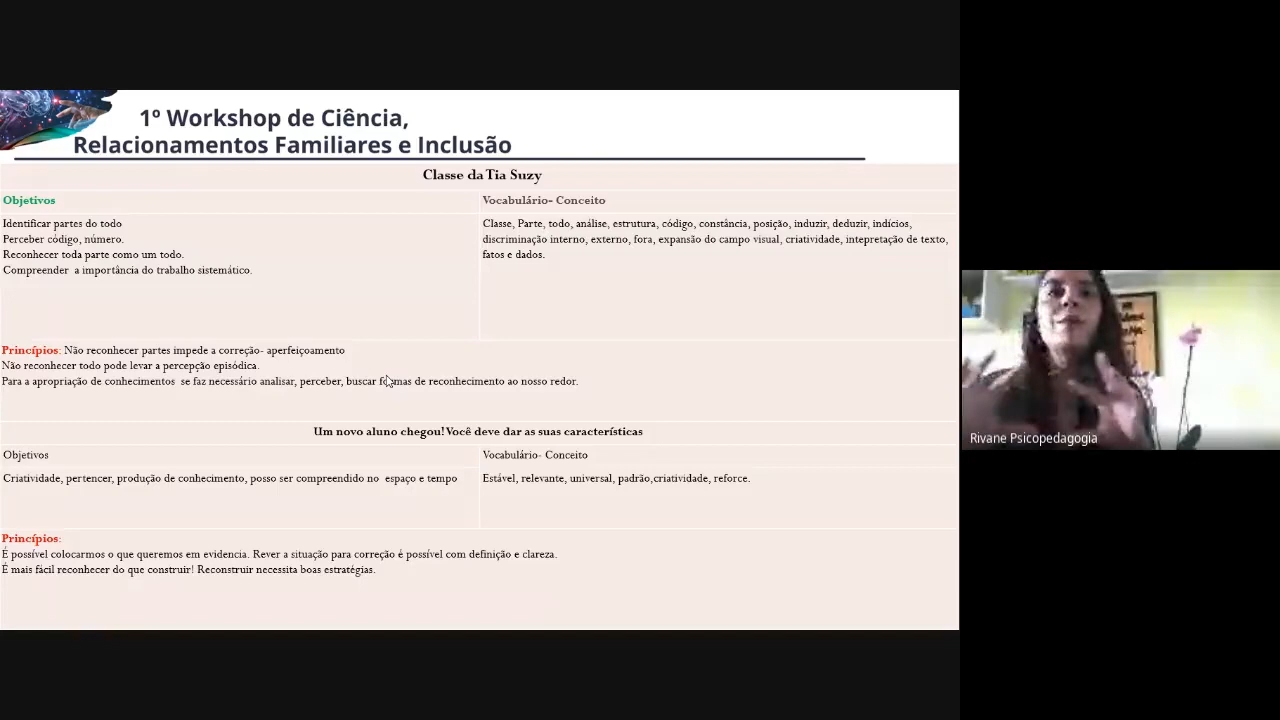 1º Workshop de Ciência,
Relacionamentos Familiares e Inclusão
Classe da Tia Suzy
Objetivos
Vocabulário- Conceito
Identificar partes do todo
Perceber código, número.
Reconhecer toda parte como um todo.
Compreender a importância do trabalho sistemático.
Classe, Parte, todo, análise, estrutura, código, constância, posição, induzir, deduzir, indícios,
discriminação interno, externo, fora, expansão do campo visual, criatividade, intepretação de texto,
fatos e dados.
Princípios: Não reconhecer partes impede a correção- aperfeiçoamento
Não reconhecer todo pode levar a percepção episódica.
Para a apropriação de conhecimentos se faz necessário analisar, perceber, buscar formas de reconhecimento ao nosso redor.
Um novo aluno chegou! Você deve dar as suas características
Objetivos
Vocabulário- Conceito
Criatividade, pertencer, produção de conhecimento, posso ser compreendido no espaço e tempo
Estável, relevante, universal, padrão,criatividade, reforce.
Princípios:
É possível colocarmos o que queremos em evidencia. Rever a situação para correção é possível com definição e clareza.
É mais fácil reconhecer do que construir! Reconstruir necessita boas estratégias.
Rivane Psicopedagogia